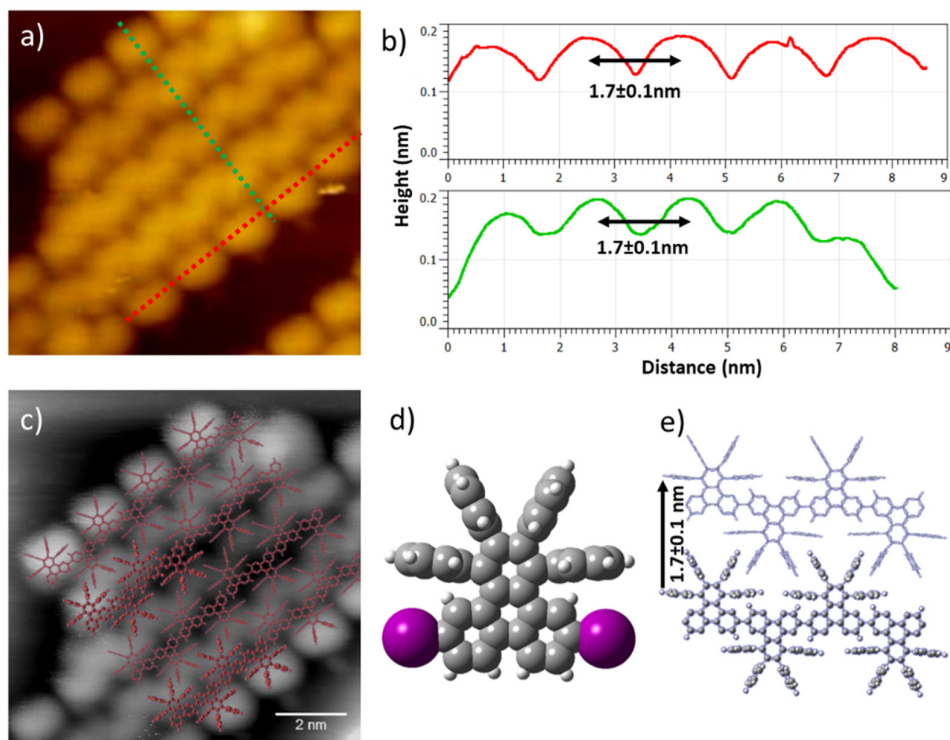 a)
b)
0.2
0.1
0.0
1.7±0.1nm
0 1 2 3 4 5 6 7 8 9
Height (nm)
0.2
0.1
0.0
1.7±0.1nm
0 1 2 3 4 5 6 7 8 9
Distance (nm)
c)
2 nm
d)
e)
1.7±0.1 nm